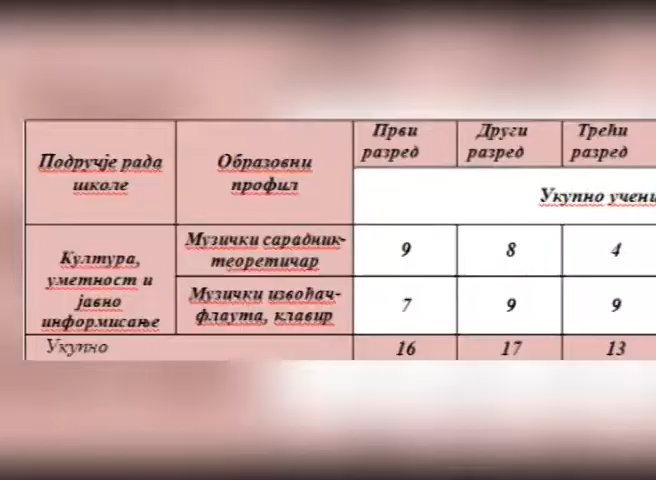 Подручје рада
школе
Образовни
профил
Први
разред
Други
разред
Трећи
разред
Укупно
Култура,
уметност и
јавно
информисање
Музички сарадник-
теоретичар
9
8
4
Музички извођач-
флаута, клавир
7
9
9
Укупно
16
17
13